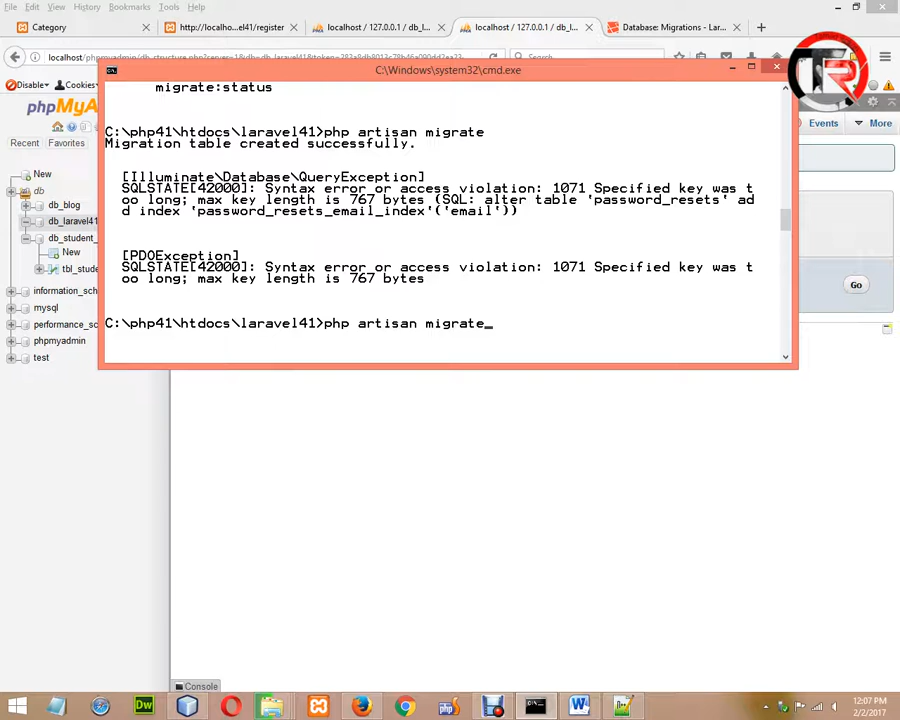 File Edit View History Bookmarks Tools Help
Category
http://localho...el41/register
localhost / 127.0.0.1 / db_l...
localhost / 127.0.0.1 / db_l...
Database: Migrations - Lar...
Search
Disable
Cookies
C:\Windows\system32\cmd.exe
phpMyA
Recent Favorites
New
db
db_blog
db_laravel41
db_student_
New
tbl_stude
information_sch
mysql
performance_sc
phpmyadmin
test
migrate:status
C:\php41\htdocs\laravel41>php artisan migrate
Migration table created successfully.
[Illuminate\Database\QueryException]
SQLSTATE[42000]: Syntax error or access violation: 1071 Specified key was t
oo long; max key length is 767 bytes (SQL: alter table `password_resets` ad
d index `password_resets_email_index`(`email`))
[PDOException]
SQLSTATE[42000]: Syntax error or access violation: 1071 Specified key was t
oo long; max key length is 767 bytes
C:\php41\htdocs\laravel41>php artisan migrate_
Events
More
Go
Console
Dw
php
12:07 PM
2/2/2017